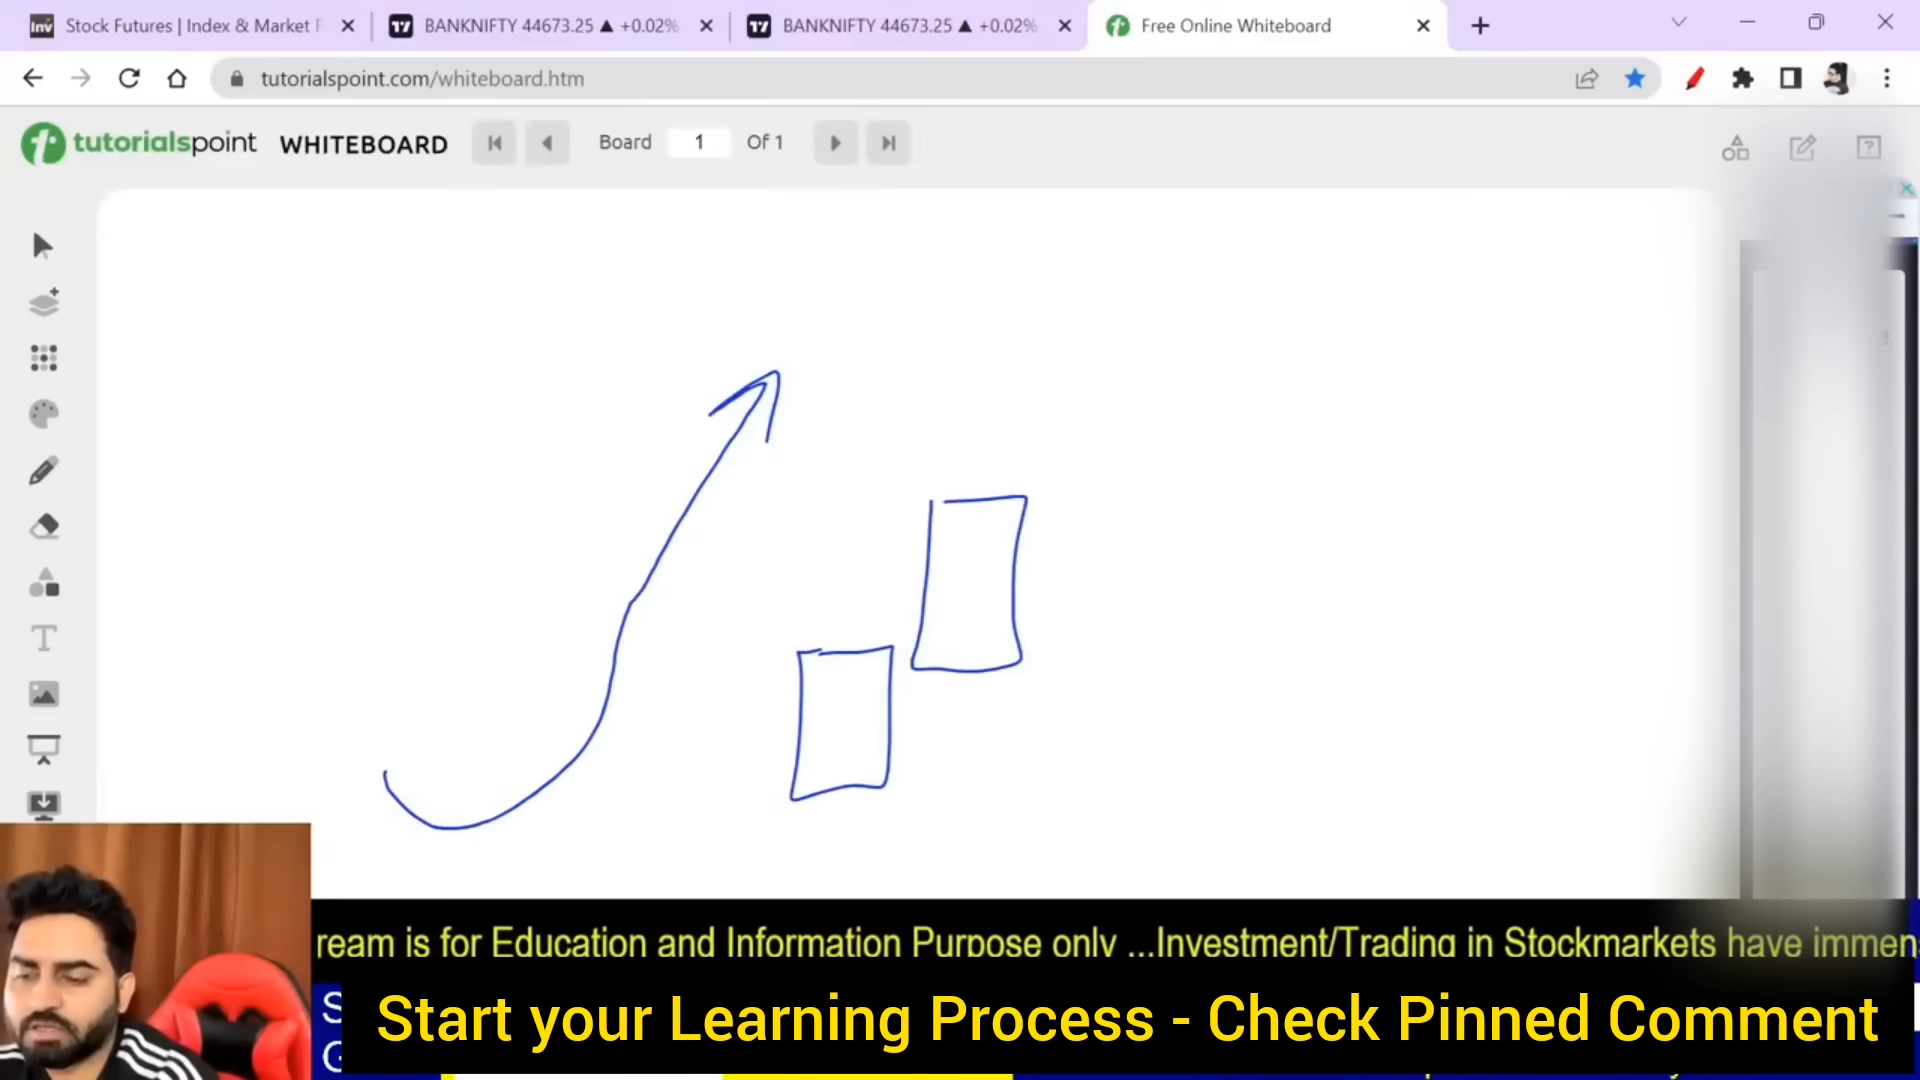 Stock Futures | Index & Market F
BANKNIFTY 44673.25 ▲ +0.02%
BANKNIFTY 44673.25 ▲ +0.02%
Free Online Whiteboard
tutorialspoint.com/whiteboard.htm
tutorialspoint WHITEBOARD Board 1 Of 1
ream is for Education and Information Purpose only ...Investment/Trading in Stockmarkets have immen
Start your Learning Process - Check Pinned Comment